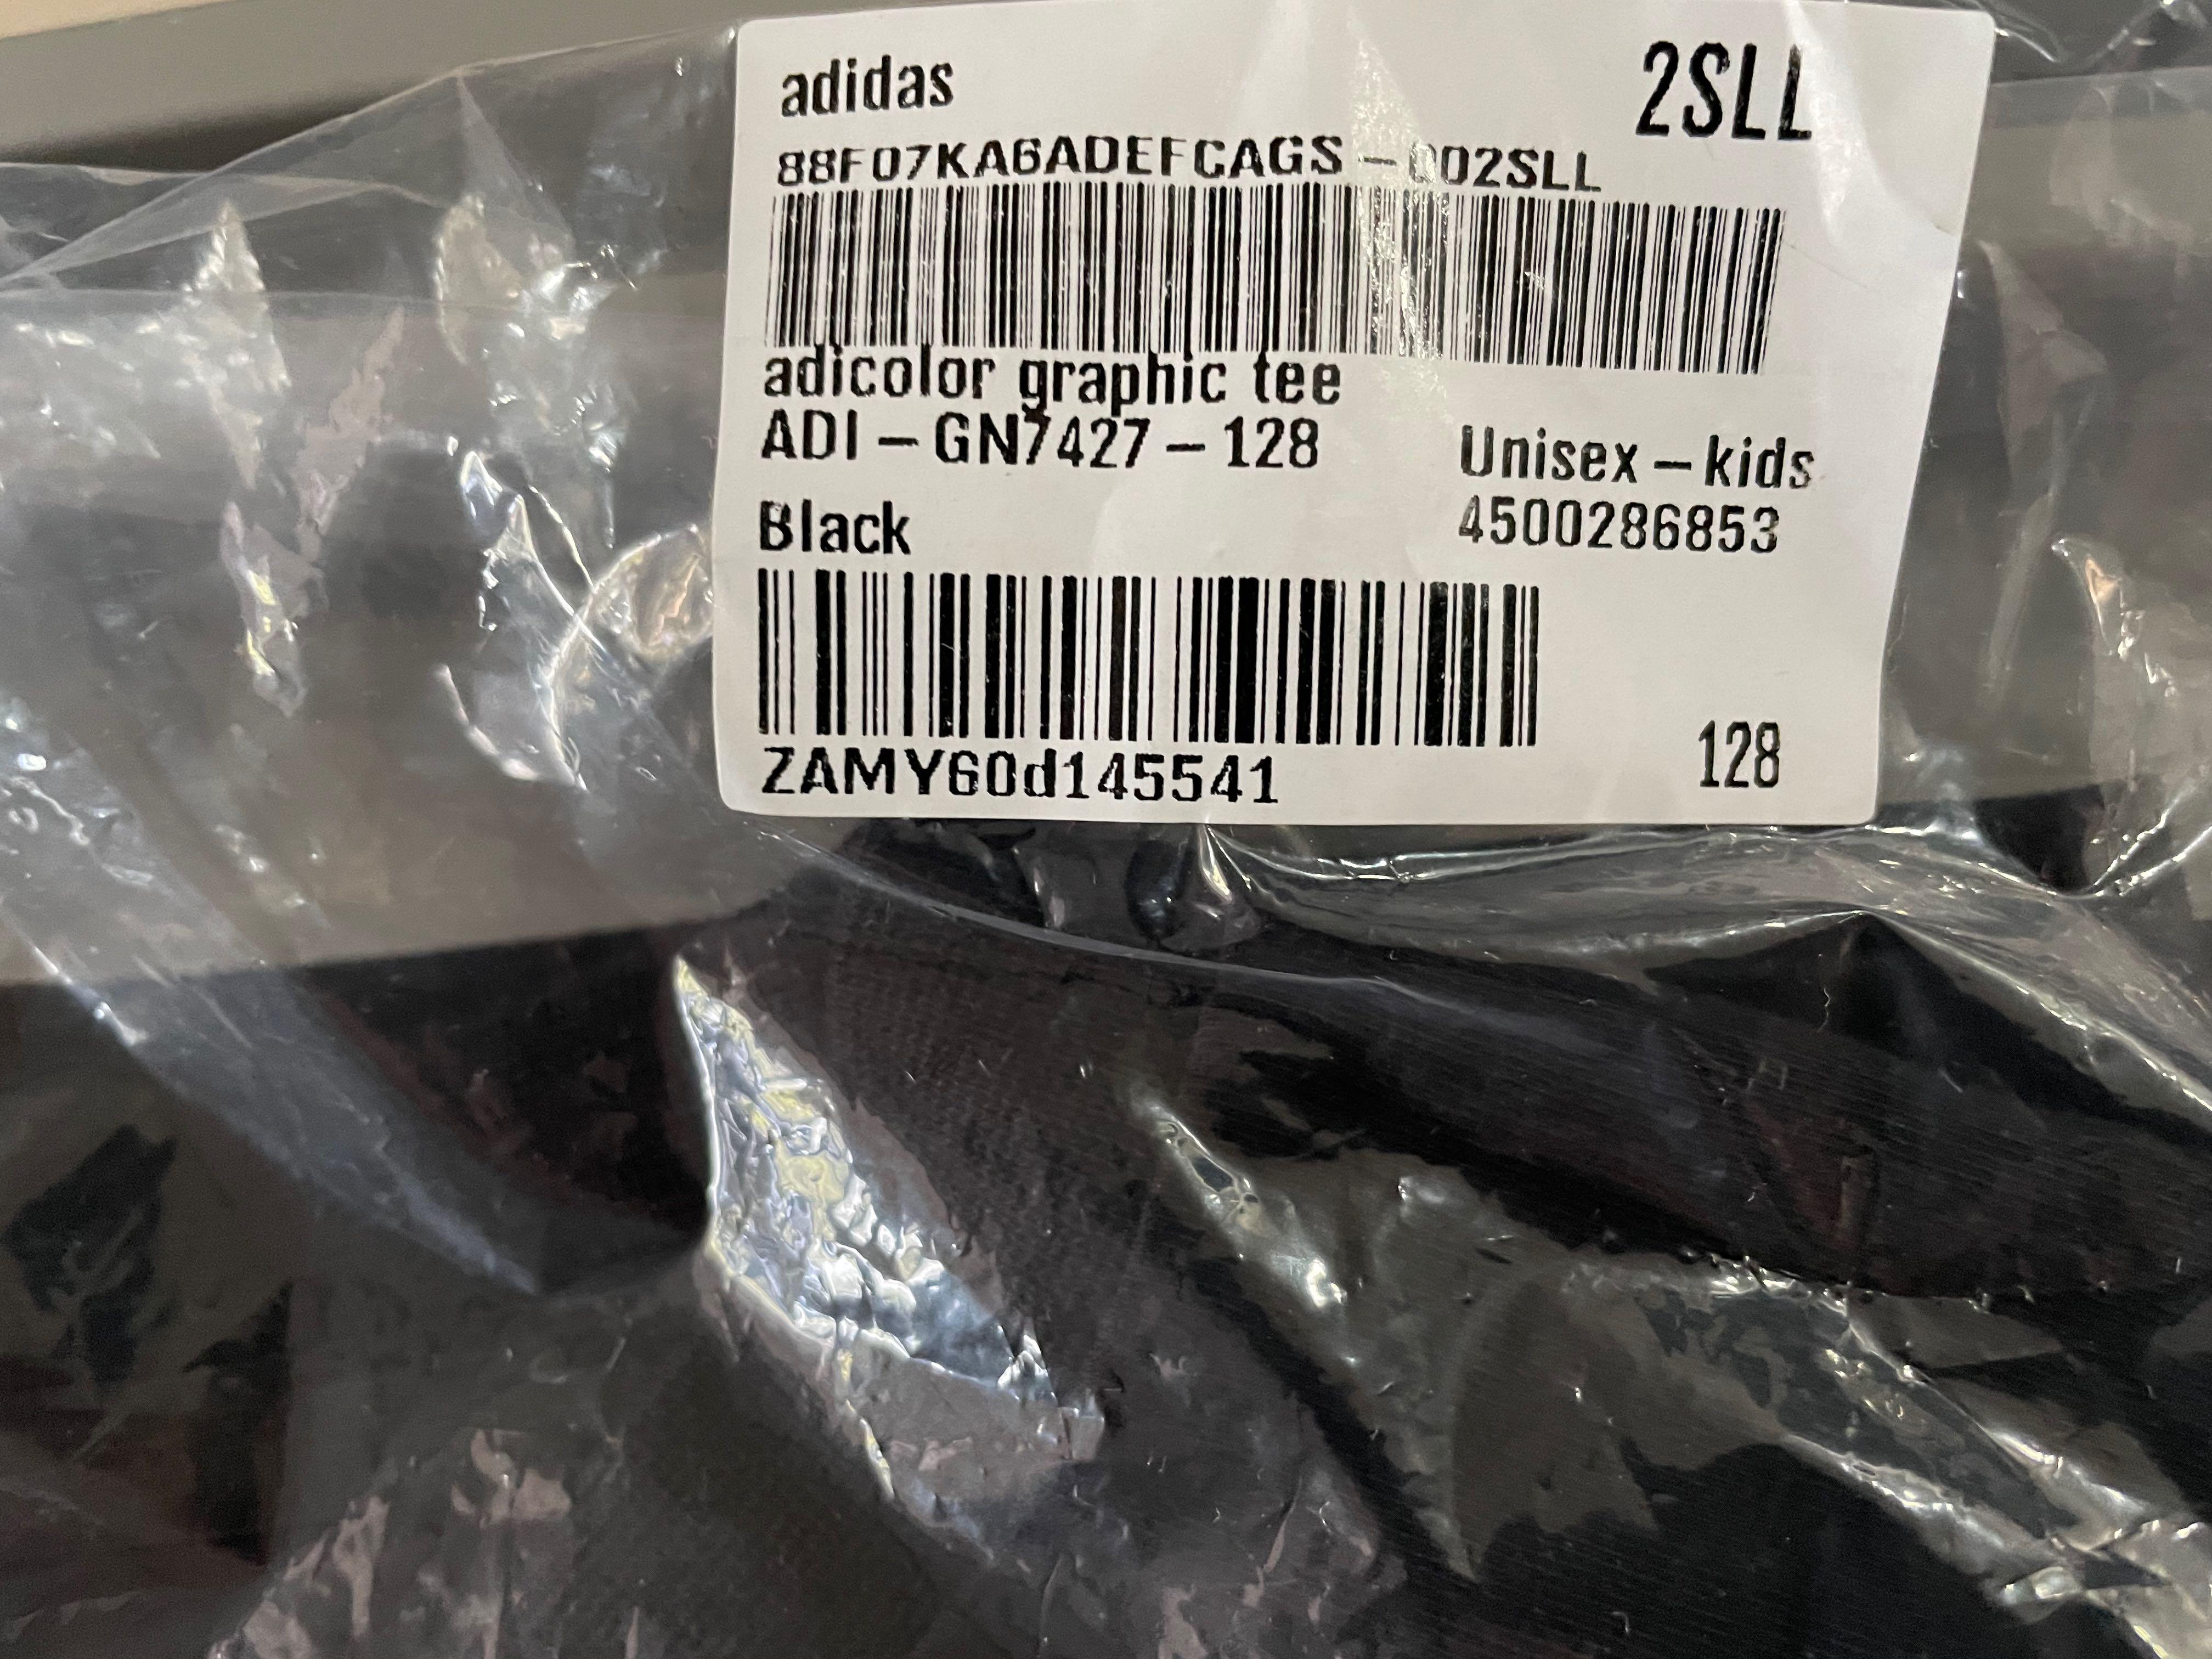 adidas
2SLL
88F07KA6ADEFCAGS-002SLL
adicolor graphic tee
ADI-GN7427-128
Unisex-kids
Black
4500286853
ZAMY60d145541
128